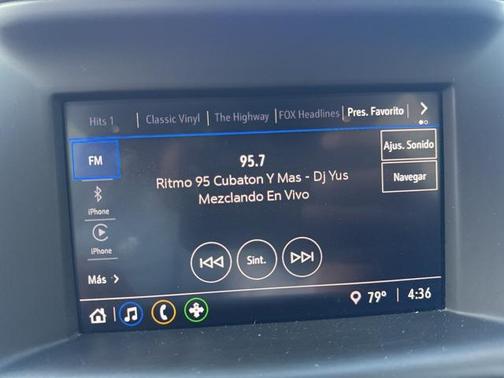 Hits 1
Classic Vinyl
The Highway
FOX Headlines
Pres. Favorito
FM
95.7
Ajus. Sonido
Ritmo 95 Cubaton Y Mas - Dj Yus
Mezclando En Vivo
Navegar
iPhone
iPhone
Sint.
Más
79° 4:36